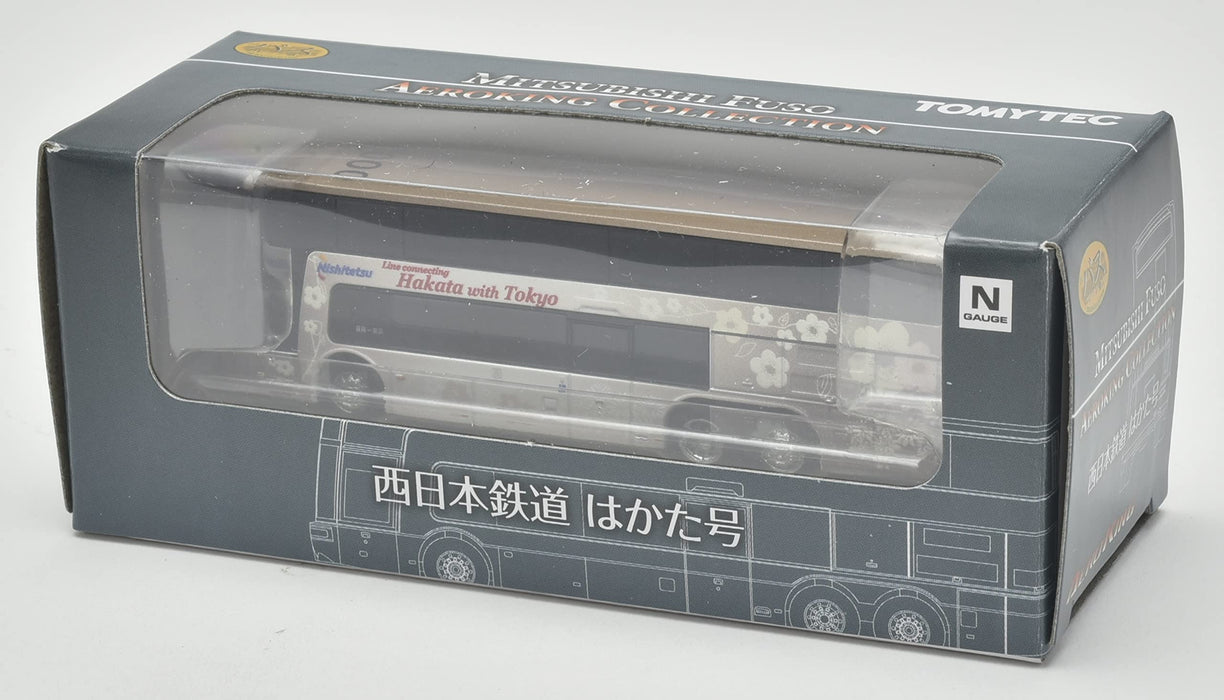 MITSUBISHI FUSO
AEROKING COLLECTION
TOMYTEC
Nishitetsu
Line connecting
Hakata with Tokyo
N
GAUGE
西日本鉄道 はかた号
MITSUBISHI FUSO
AEROKING COLLECTION
西日本鉄道 はかた号
AEROKING